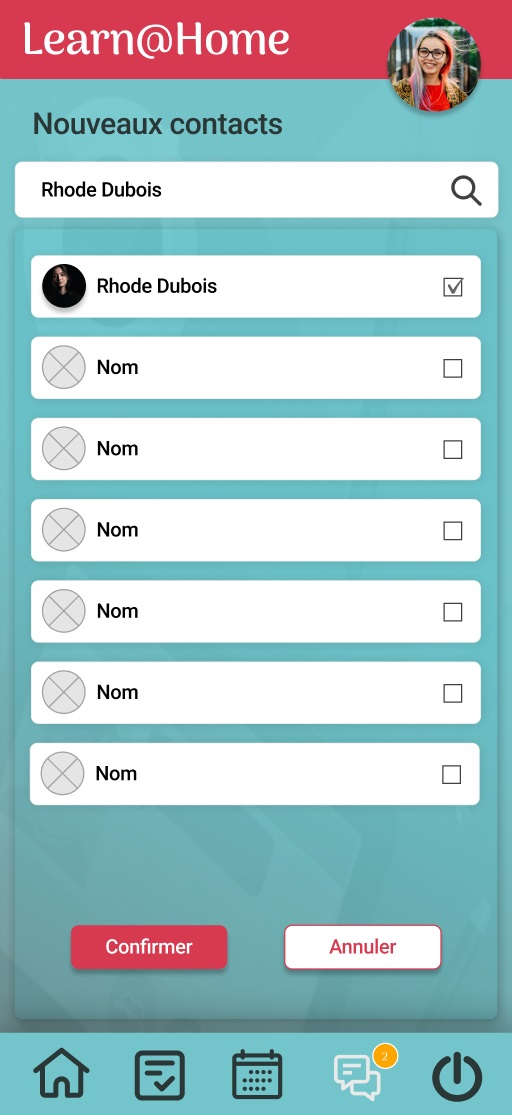 Learn@Home
Nouveaux contacts
Rhode Dubois
Rhode Dubois
Nom
Nom
Nom
Nom
Nom
Nom
Confirmer
Annuler
2